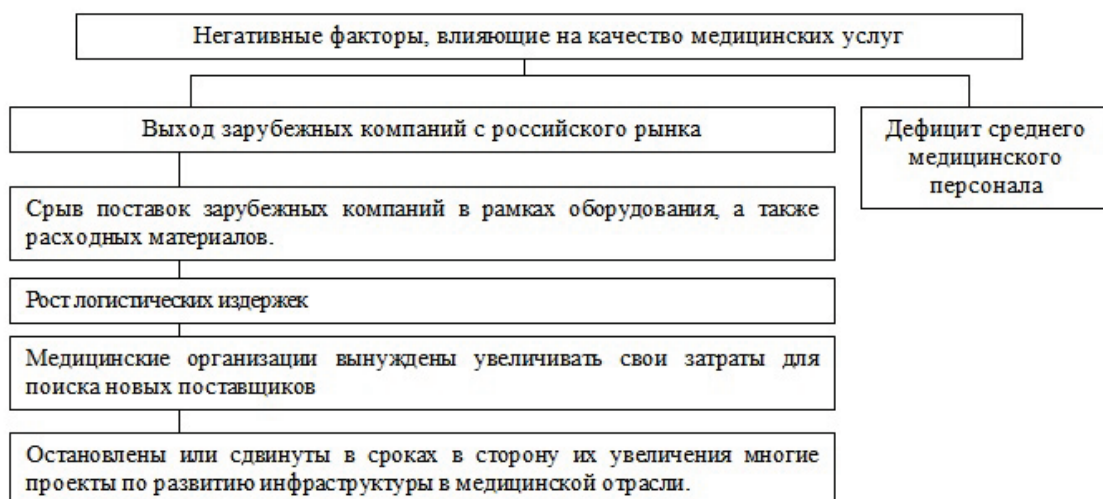 Негативные факторы, влияющие на качество медицинских услуг
Выход зарубежных компаний с российского рынка
Дефицит среднего
медицинского
персонала
Срыв поставок зарубежных компаний в рамках оборудования, а также
расходных материалов.
Рост логистических издержек
Медицинские организации вынуждены увеличивать свои затраты для
поиска новых поставщиков
Остановлены или сдвинуты в сроках в сторону их увеличения многие
проекты по развитию инфраструктуры в медицинской отрасли.